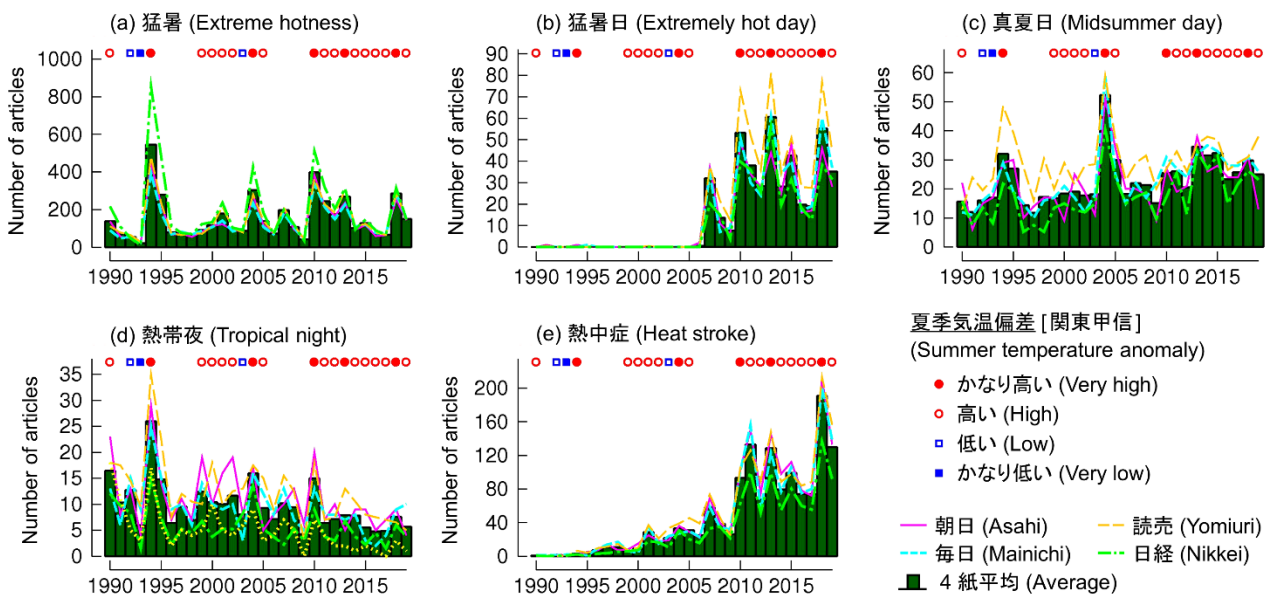 (a) 猛暑 (Extreme hotness)
Number of articles
1000
800
600
400
200
0
1990 1995 2000 2005 2010 2015
(b) 猛暑日 (Extremely hot day)
Number of articles
90
80
70
60
50
40
30
20
10
0
1990 1995 2000 2005 2010 2015
(c) 真夏日 (Midsummer day)
Number of articles
60
50
40
30
20
10
0
1990 1995 2000 2005 2010 2015
(d) 熱帯夜 (Tropical night)
Number of articles
35
30
25
20
15
10
5
0
1990 1995 2000 2005 2010 2015
(e) 熱中症 (Heat stroke)
Number of articles
200
160
120
80
40
0
1990 1995 2000 2005 2010 2015
夏季気温偏差 [関東甲信]
(Summer temperature anomaly)
かなり高い (Very high)
高い (High)
低い (Low)
かなり低い (Very low)
朝日 (Asahi) 読売 (Yomiuri)
毎日 (Mainichi) 日経 (Nikkei)
4 紙平均 (Average)